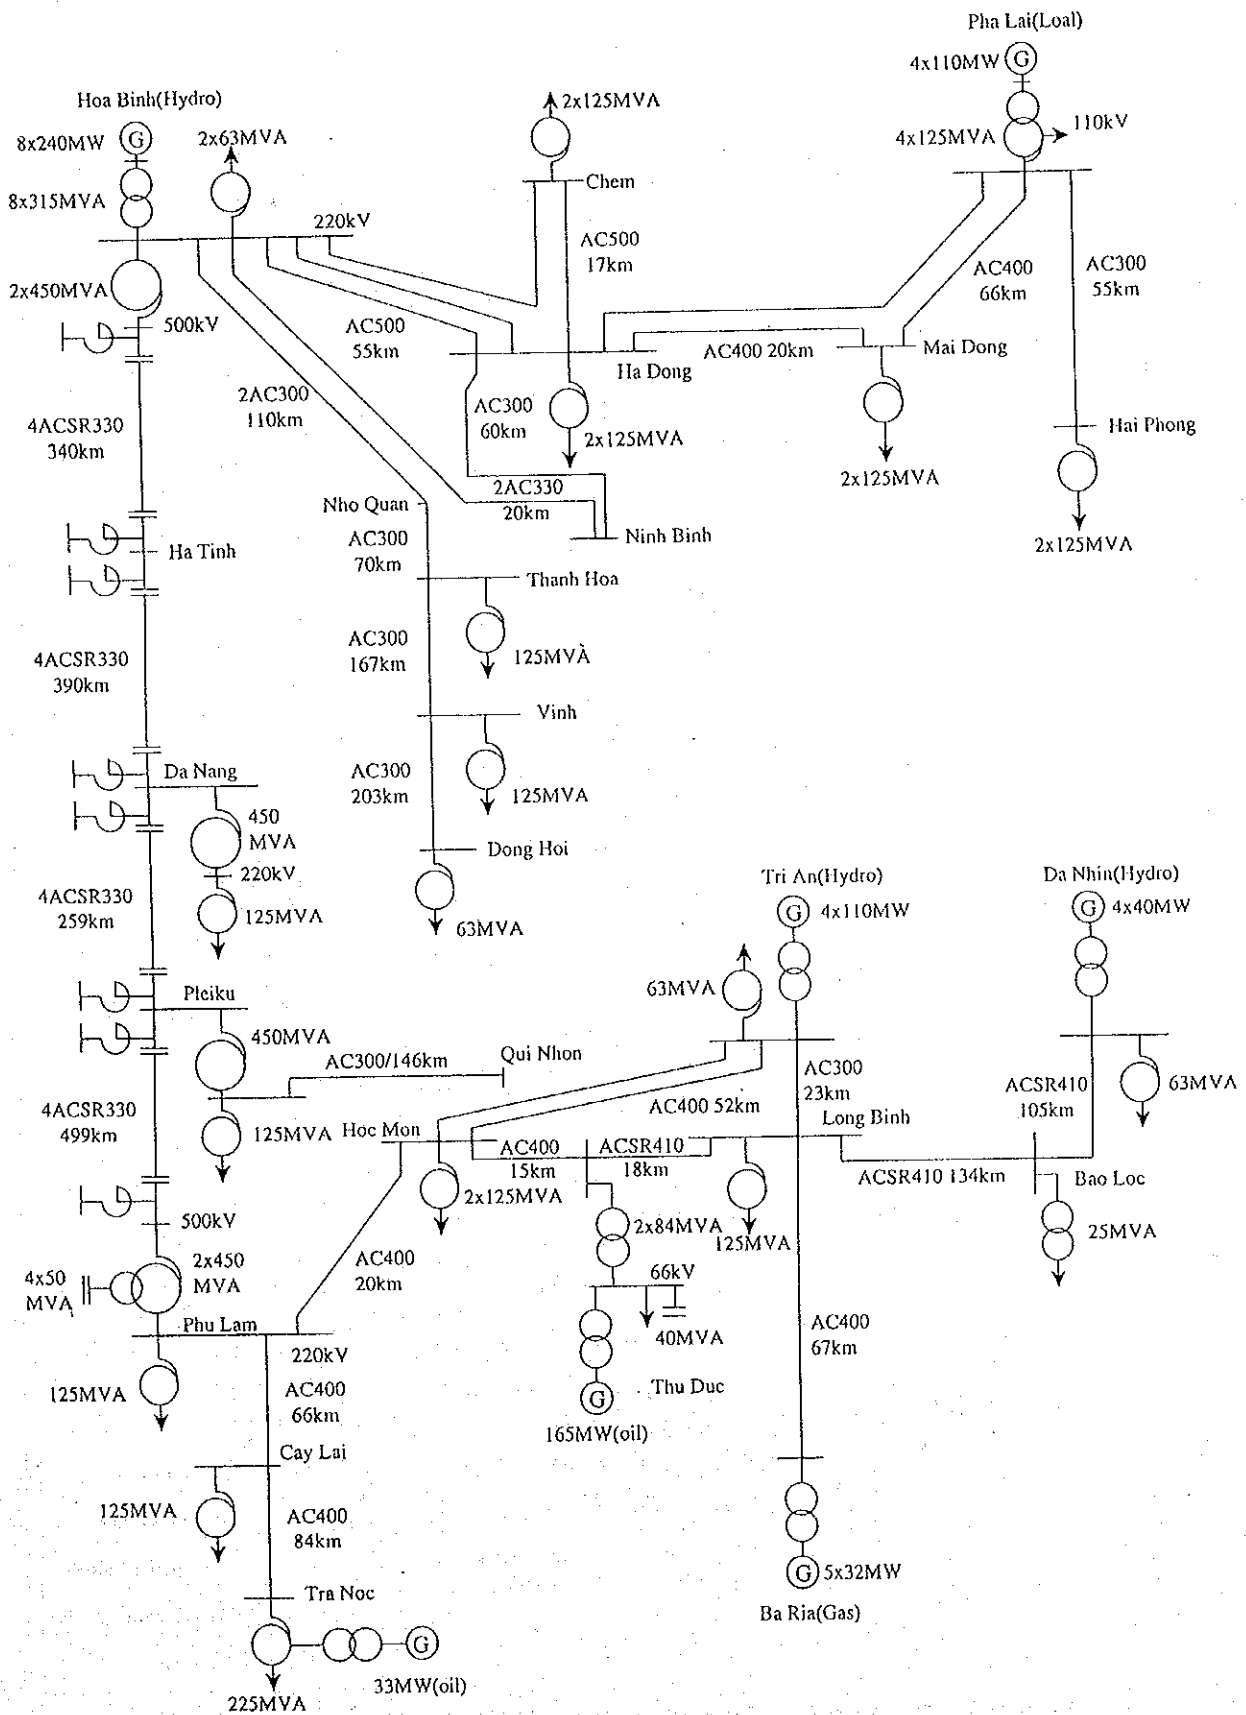 Pha Lai(Loal)
4x110MW
G
4x125MVA
110kV
Hoa Binh(Hydro)
8x240MW
G
2x63MVA
8x315MVA
220kV
2x450MVA
500kV
2x125MVA
Chem
AC500
17km
AC500
55km
AC400
66km
AC300
55km
AC400 20km
Mai Dong
Ha Dong
2AC300
110km
AC300
60km
2x125MVA
2x125MVA
Hai Phong
2x125MVA
4ACSR330
340km
2AC330
20km
Nho Quan
Ninh Binh
Ha Tinh
AC300
70km
Thanh Hoa
125MVÀ
4ACSR330
390km
AC300
167km
Vinh
125MVA
Da Nang
AC300
203km
450
MVA
220kV
125MVA
Dong Hoi
63MVA
4ACSR330
259km
Tri An(Hydro)
G
4x110MW
Da Nhin(Hydro)
G
4x40MW
63MVA
Pleiku
450MVA
AC300/146km
Qui Nhon
125MVA
4ACSR330
499km
AC400 52km
AC300
23km
ACSR410
105km
63MVA
Hoc Mon
Long Binh
AC400
15km
ACSR410
18km
ACSR410 134km
Bao Loc
2x125MVA
2x84MVA
125MVA
25MVA
500kV
2x450
MVA
4x50
MVA
AC400
20km
66kV
40MVA
Phu Lam
220kV
125MVA
AC400
66km
AC400
67km
Thu Duc
G
165MW(oil)
Cay Lai
125MVA
AC400
84km
Tra Noc
G
5x32MW
Ba Ria(Gas)
G
33MW(oil)
225MVA